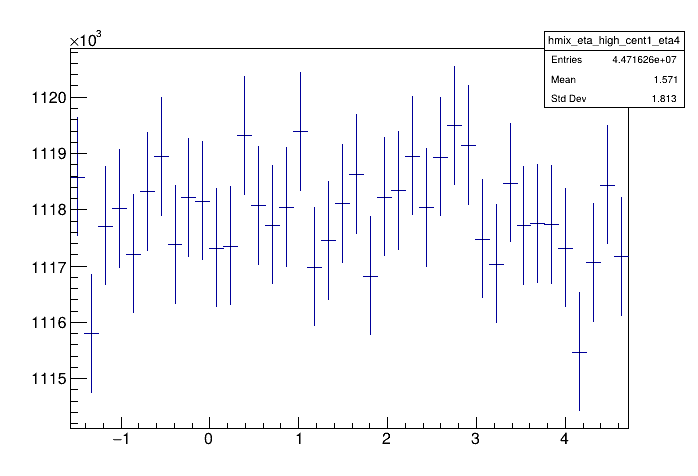 ×10³
hmix_eta_high_cent1_eta4
Entries 4.471626e+07
Mean 1.571
Std Dev 1.813
1120
1119
1118
1117
1116
1115
−1 0 1 2 3 4